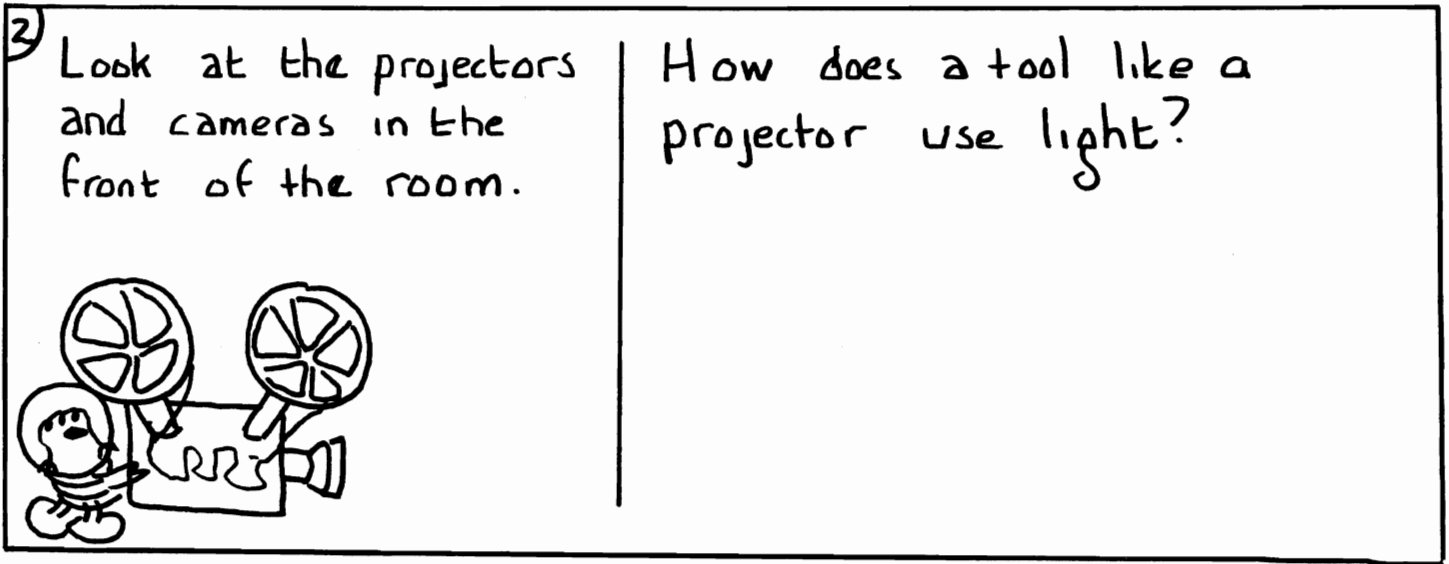 2
Look at the projectors
and cameras in the
front of the room.
How does a tool like a
projector use light?